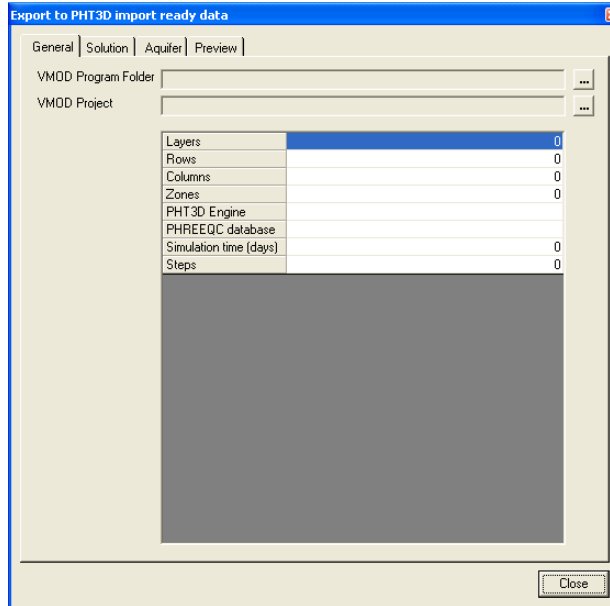 Export to PHT3D import ready data
General Solution Aquifer Preview
VMOD Program Folder ...
VMOD Project ...
Layers 0
Rows 0
Columns 0
Zones 0
PHT3D Engine
PHREEQC database
Simulation time (days) 0
Steps 0
Close